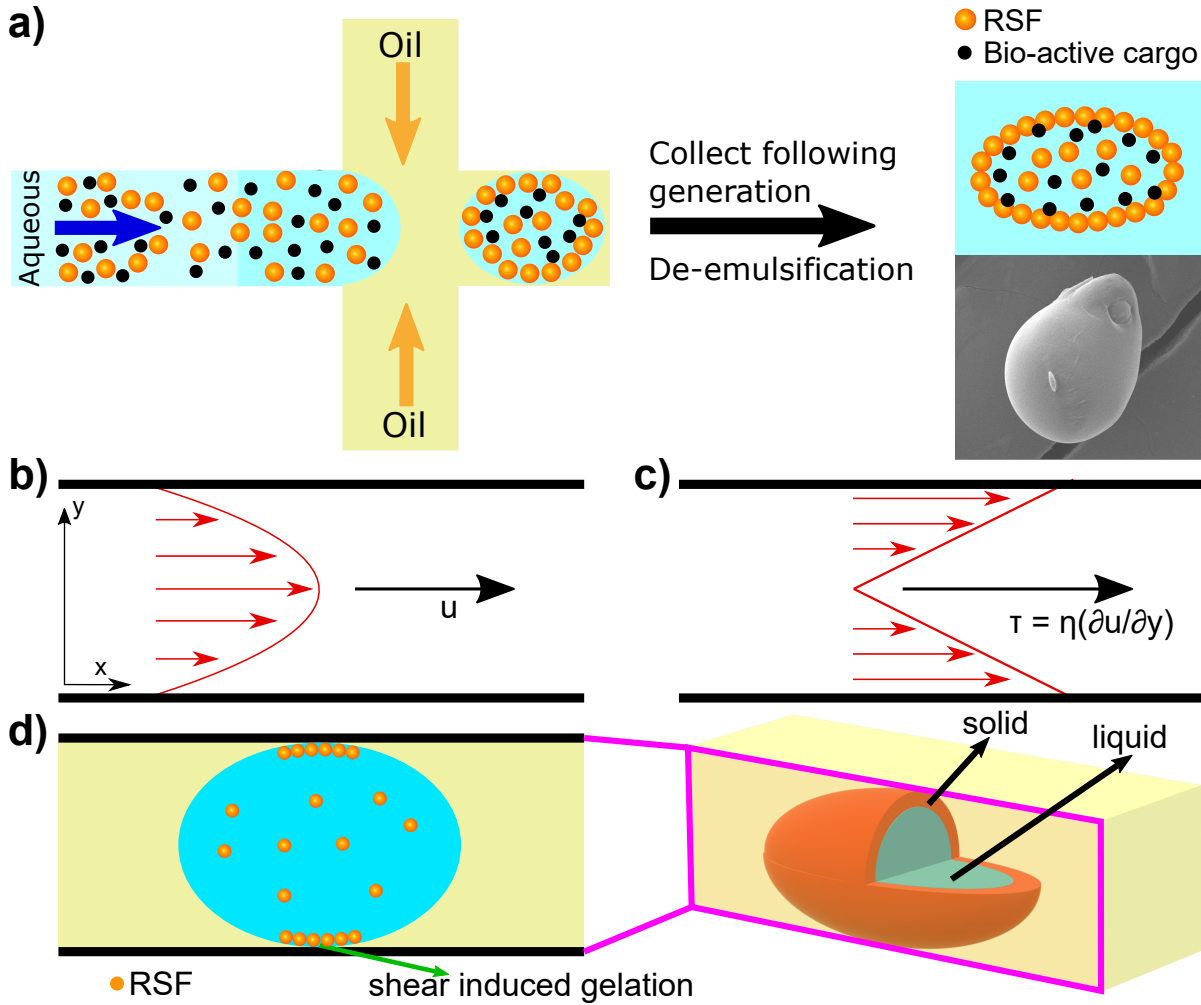 a)
Oil
Aqueous
Oil
Collect following
generation
De-emulsification
RSF
Bio-active cargo
b)
y
x
u
c)
τ = η(∂u/∂y)
d)
RSF
shear induced gelation
solid
liquid